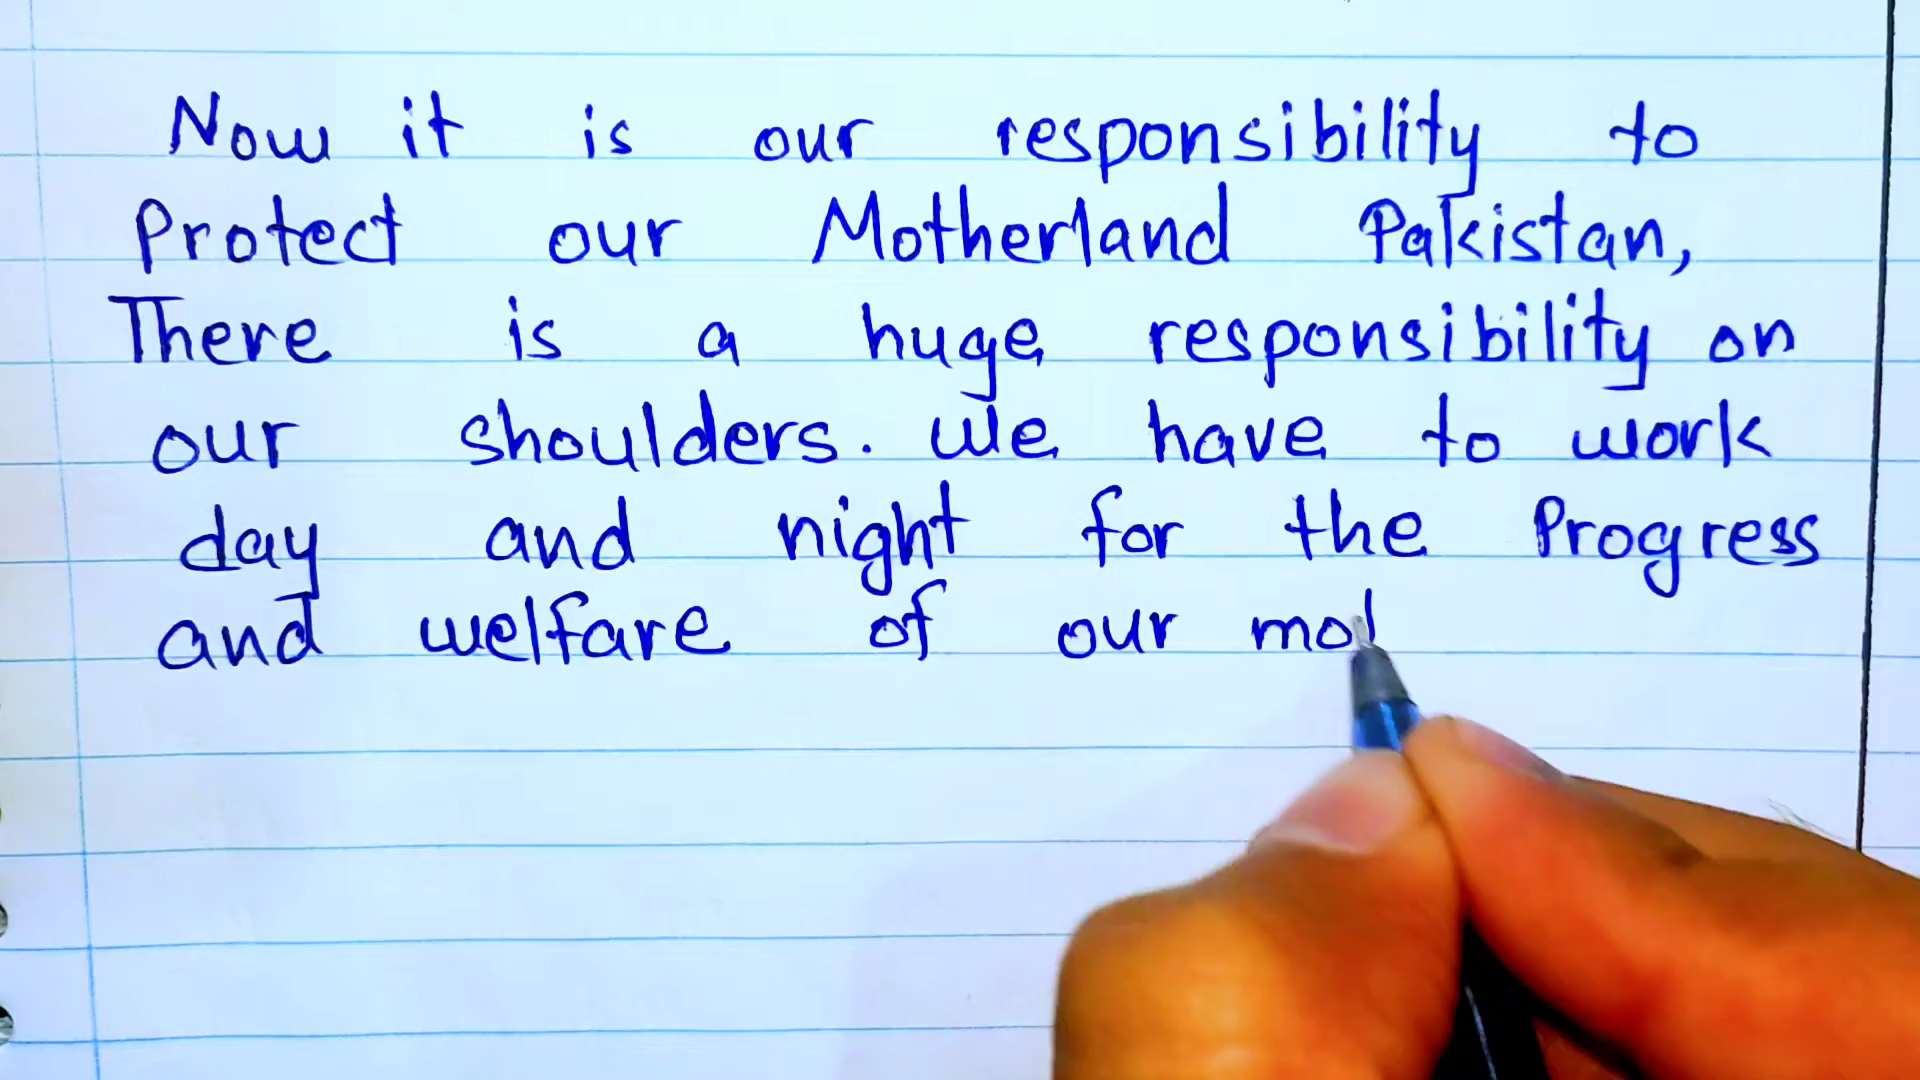 Now it is our responsibility to
Protect our Motherland Pakistan,
There is a huge responsibility on
our shoulders. We have to work
day and night for the Progress
and welfare of our